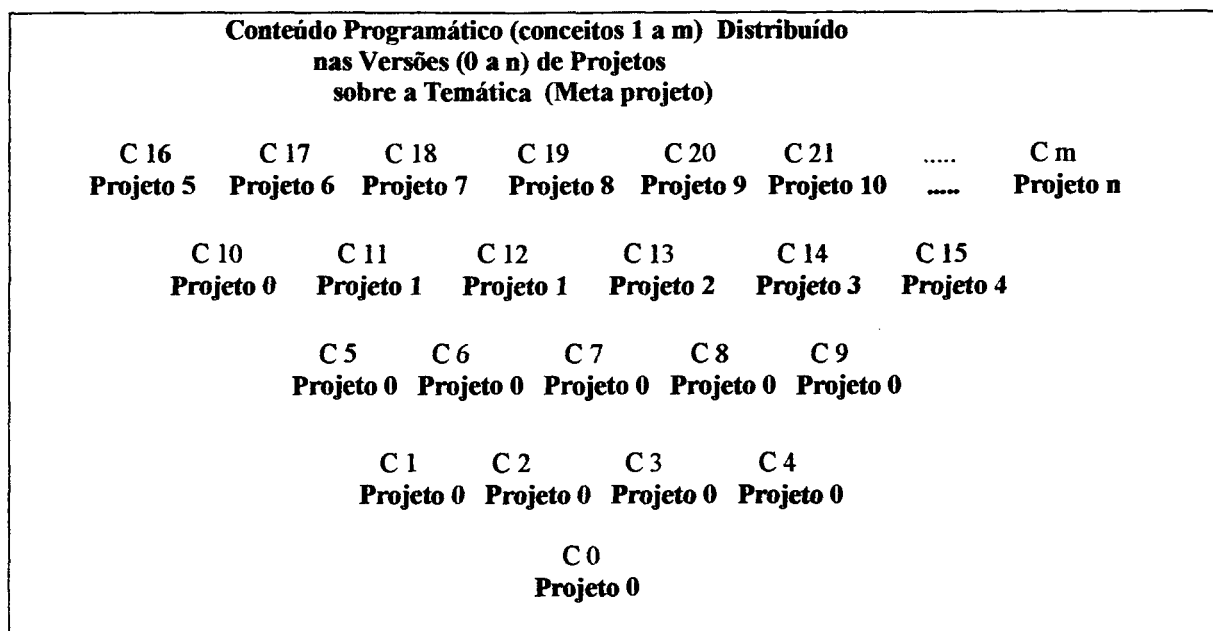 Conteúdo Programático (conceitos 1 a m) Distribuído
nas Versões (0 a n) de Projetos
sobre a Temática (Meta projeto)
C 16 C 17 C 18 C 19 C 20 C 21 ..... C m
Projeto 5 Projeto 6 Projeto 7 Projeto 8 Projeto 9 Projeto 10 ..... Projeto n
C 10 C 11 C 12 C 13 C 14 C 15
Projeto 0 Projeto 1 Projeto 1 Projeto 2 Projeto 3 Projeto 4
C 5 C 6 C 7 C 8 C 9
Projeto 0 Projeto 0 Projeto 0 Projeto 0 Projeto 0
C 1 C 2 C 3 C 4
Projeto 0 Projeto 0 Projeto 0 Projeto 0
C 0
Projeto 0